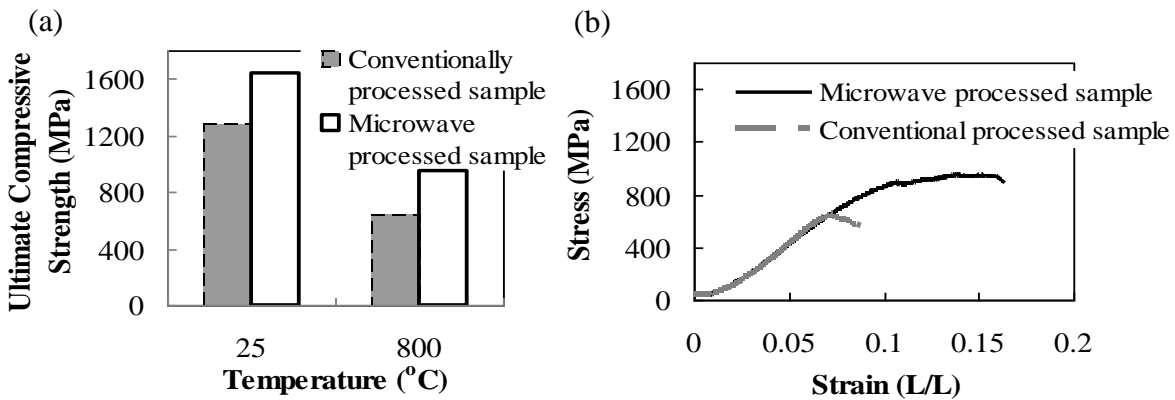 (a)
Ultimate Compressive
Strength (MPa)
1600
1200
800
400
0
Conventionally
processed sample
Microwave
processed sample
25
800
Temperature (°C)
(b)
Stress (MPa)
1600
1200
800
400
0
Microwave processed sample
Conventional processed sample
0
0.05
0.1
0.15
0.2
Strain (L/L)